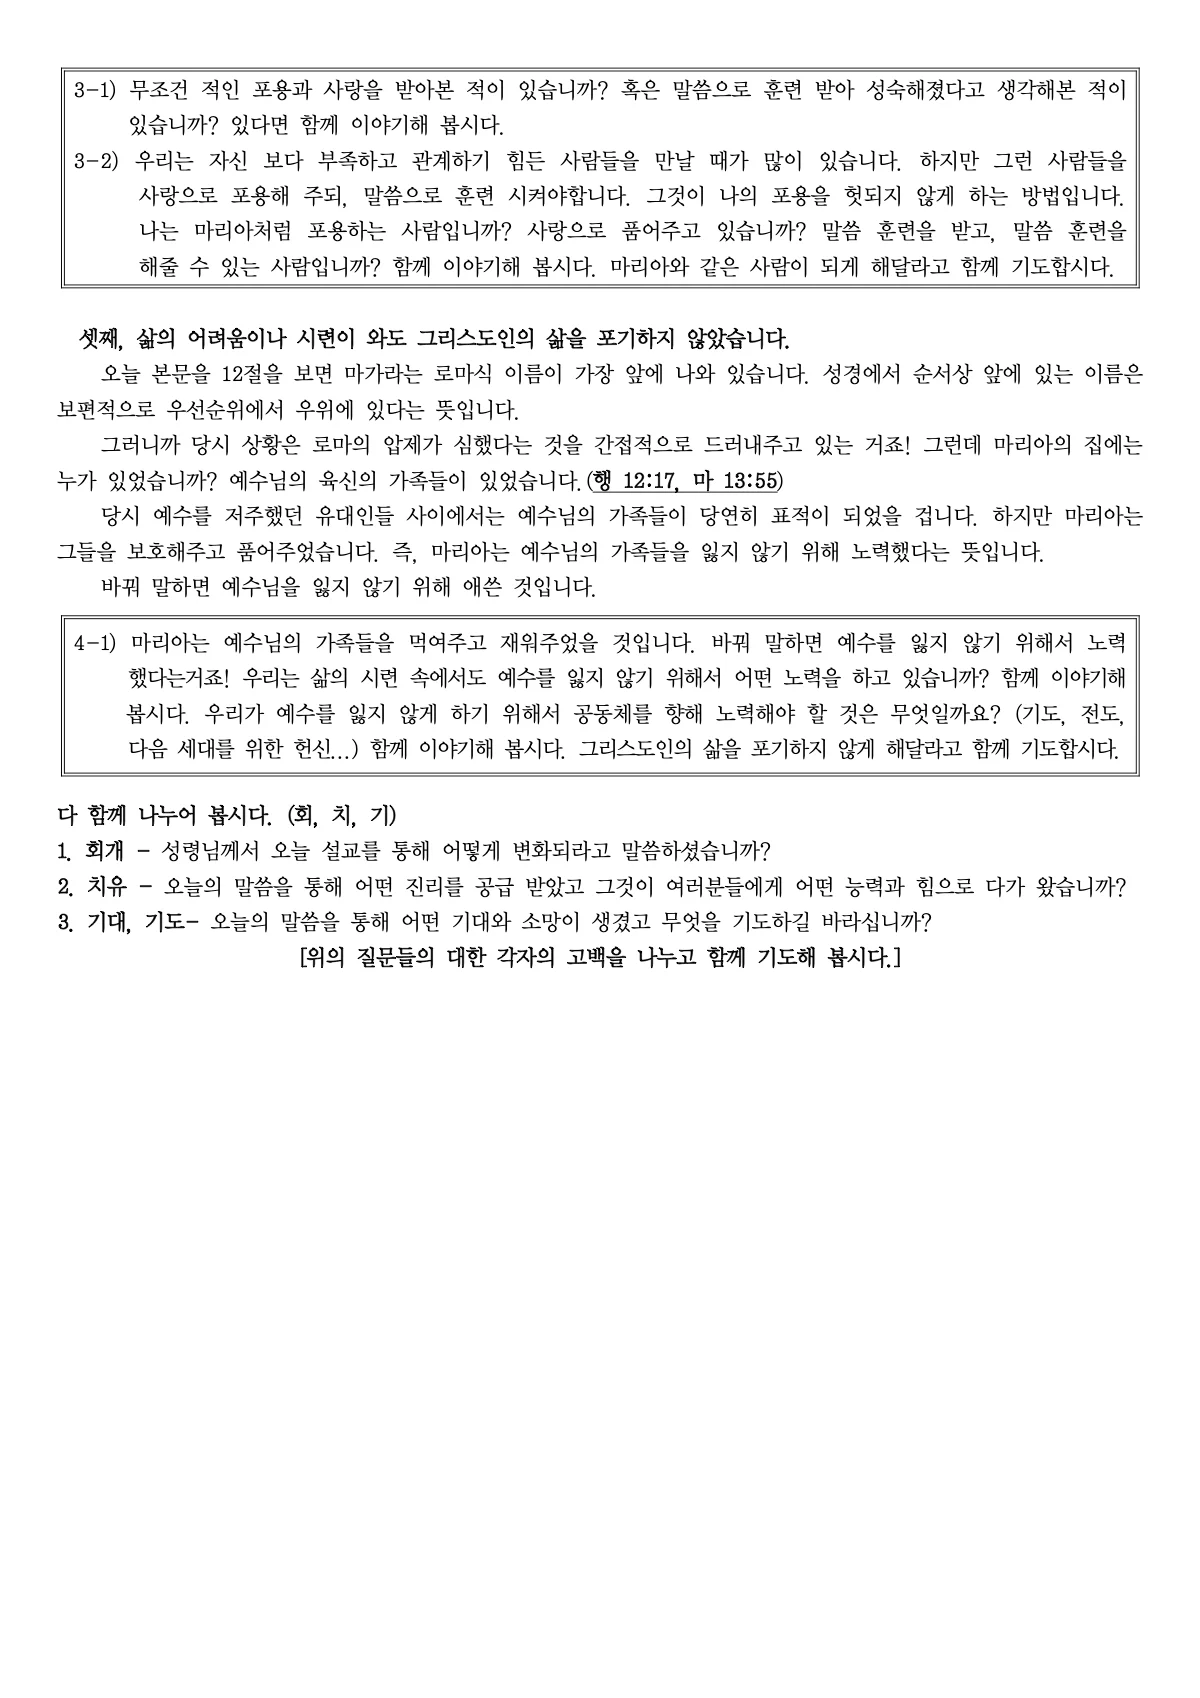 3-1) 무조건 적인 포용과 사랑을 받아본 적이 있습니까? 혹은 말씀으로 훈련 받아 성숙해졌다고 생각해본 적이
있습니까? 있다면 함께 이야기해 봅시다.
3-2) 우리는 자신 보다 부족하고 관계하기 힘든 사람들을 만날 때가 많이 있습니다. 하지만 그런 사람들을
사랑으로 포용해 주되, 말씀으로 훈련 시켜야합니다. 그것이 나의 포용을 헛되지 않게 하는 방법입니다.
나는 마리아처럼 포용하는 사람입니까? 사랑으로 품어주고 있습니까? 말씀 훈련을 받고, 말씀 훈련을
해줄 수 있는 사람입니까? 함께 이야기해 봅시다. 마리아와 같은 사람이 되게 해달라고 함께 기도합시다.
셋째, 삶의 어려움이나 시련이 와도 그리스도인의 삶을 포기하지 않았습니다.
오늘 본문을 12절을 보면 마가라는 로마식 이름이 가장 앞에 나와 있습니다. 성경에서 순서상 앞에 있는 이름은
보편적으로 우선순위에서 우위에 있다는 뜻입니다.
그러니까 당시 상황은 로마의 압제가 심했다는 것을 간접적으로 드러내주고 있는 거죠! 그런데 마리아의 집에는
누가 있었습니까? 예수님의 육신의 가족들이 있었습니다.(행 12:17, 마 13:55)
당시 예수를 저주했던 유대인들 사이에서는 예수님의 가족들이 당연히 표적이 되었을 겁니다. 하지만 마리아는
그들을 보호해주고 품어주었습니다. 즉, 마리아는 예수님의 가족들을 잃지 않기 위해 노력했다는 뜻입니다.
바꿔 말하면 예수님을 잃지 않기 위해 애쓴 것입니다.
4-1) 마리아는 예수님의 가족들을 먹여주고 재워주었을 것입니다. 바꿔 말하면 예수를 잃지 않기 위해서 노력
했다는거죠! 우리는 삶의 시련 속에서도 예수를 잃지 않기 위해서 어떤 노력을 하고 있습니까? 함께 이야기해
봅시다. 우리가 예수를 잃지 않게 하기 위해서 공동체를 향해 노력해야 할 것은 무엇일까요? (기도, 전도,
다음 세대를 위한 헌신...) 함께 이야기해 봅시다. 그리스도인의 삶을 포기하지 않게 해달라고 함께 기도합시다.
다 함께 나누어 봅시다. (회, 치, 기)
1. 회개 - 성령님께서 오늘 설교를 통해 어떻게 변화되라고 말씀하셨습니까?
2. 치유 - 오늘의 말씀을 통해 어떤 진리를 공급 받았고 그것이 여러분들에게 어떤 능력과 힘으로 다가 왔습니까?
3. 기대, 기도- 오늘의 말씀을 통해 어떤 기대와 소망이 생겼고 무엇을 기도하길 바라십니까?
[위의 질문들의 대한 각자의 고백을 나누고 함께 기도해 봅시다.]